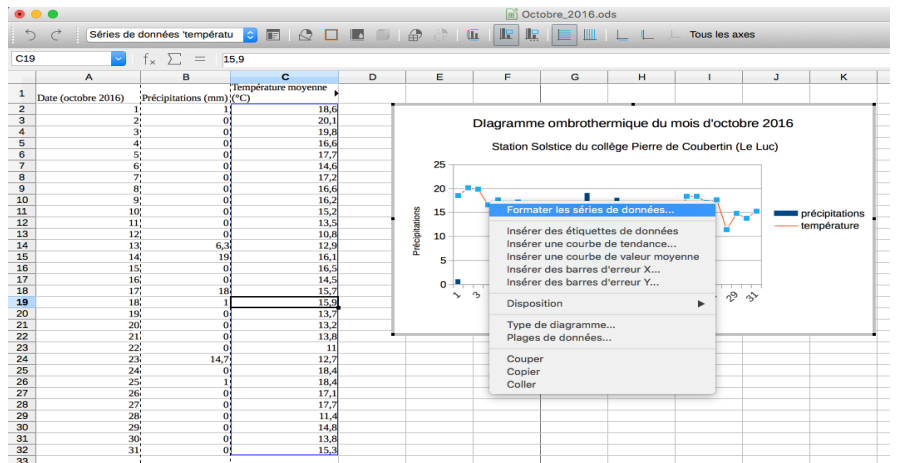 Octobre_2016.ods
Séries de données 'températu
Tous les axes
C19 fx Σ = 15,9
A B C D E F G H I J K
1 Date (octobre 2016) Précipitations (mm) Température moyenne (°C)
2 1 1 18,6
3 2 0 20,1
4 3 0 19,8
5 4 0 16,6
6 5 0 17,7
7 6 0 14,6
8 7 0 17,2
9 8 0 16,6
10 9 0 16,2
11 10 0 15,2
12 11 0 13,5
13 12 0 10,8
14 13 6,3 12,9
15 14 19 16,1
16 15 0 16,5
17 16 0 14,5
18 17 18 15,7
19 18 1 15,9
20 19 0 13,7
21 20 0 13,2
22 21 0 13,8
23 22 0 11
24 23 14,7 12,7
25 24 0 18,4
26 25 1 18,4
27 26 0 17,1
28 27 0 17,7
29 28 0 11,4
30 29 0 14,8
31 30 0 13,8
32 31 0 15,3
33
DIagramme ombrothermique du mois d'octobre 2016
Station Solstice du collège Pierre de Coubertin (Le Luc)
25
20
15
10
5
0
Précipitations
1 3 29 31
précipitations
température
Formater les séries de données...
Insérer des étiquettes de données
Insérer une courbe de tendance...
Insérer une courbe de valeur moyenne
Insérer des barres d'erreur X...
Insérer des barres d'erreur Y...
Disposition
Type de diagramme...
Plages de données...
Couper
Copier
Coller